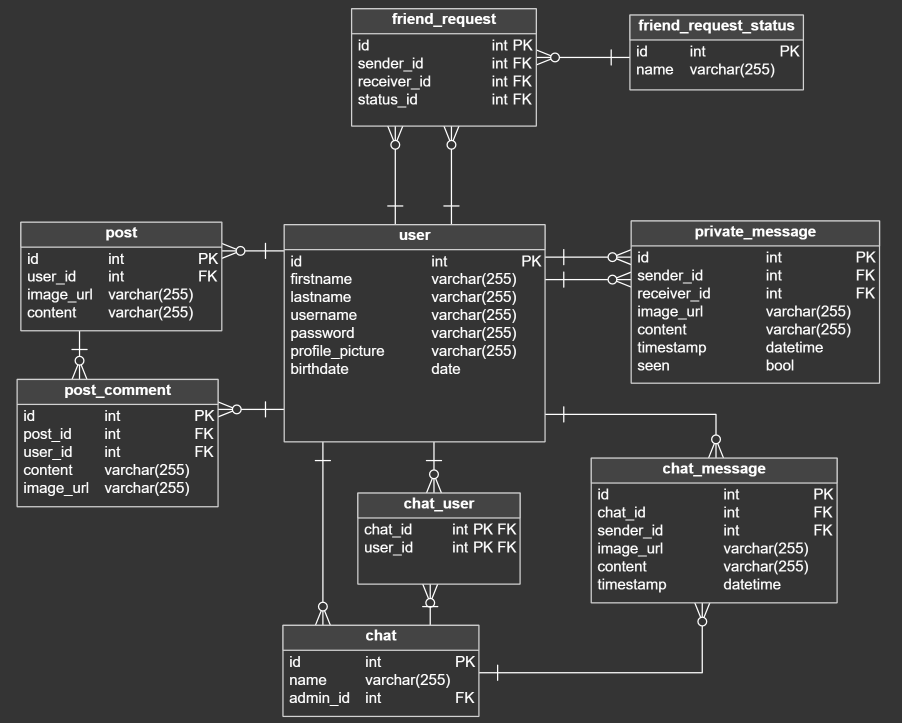 friend_request
id int PK
sender_id int FK
receiver_id int FK
status_id int FK
friend_request_status
id int PK
name varchar(255)
post
id int PK
user_id int FK
image_url varchar(255)
content varchar(255)
user
id int PK
firstname varchar(255)
lastname varchar(255)
username varchar(255)
password varchar(255)
profile_picture varchar(255)
birthdate date
private_message
id int PK
sender_id int FK
receiver_id int FK
image_url varchar(255)
content varchar(255)
timestamp datetime
seen bool
post_comment
id int PK
post_id int FK
user_id int FK
content varchar(255)
image_url varchar(255)
chat_user
chat_id int PK FK
user_id int PK FK
chat_message
id int PK
chat_id int FK
sender_id int FK
image_url varchar(255)
content varchar(255)
timestamp datetime
chat
id int PK
name varchar(255)
admin_id int FK